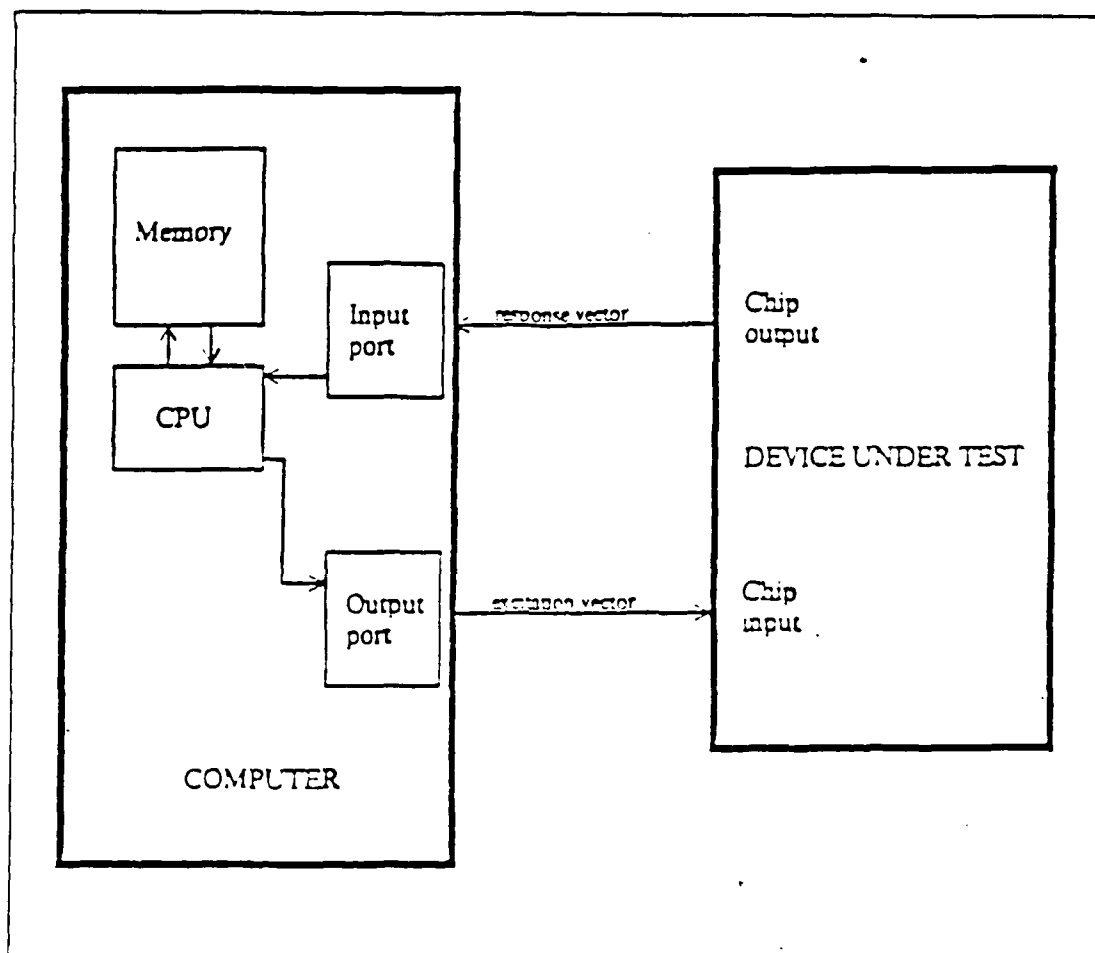 Memory
Input
port
response vector
Chip
output
CPU
DEVICE UNDER TEST
Output
port
excitation vector
Chip
input
COMPUTER